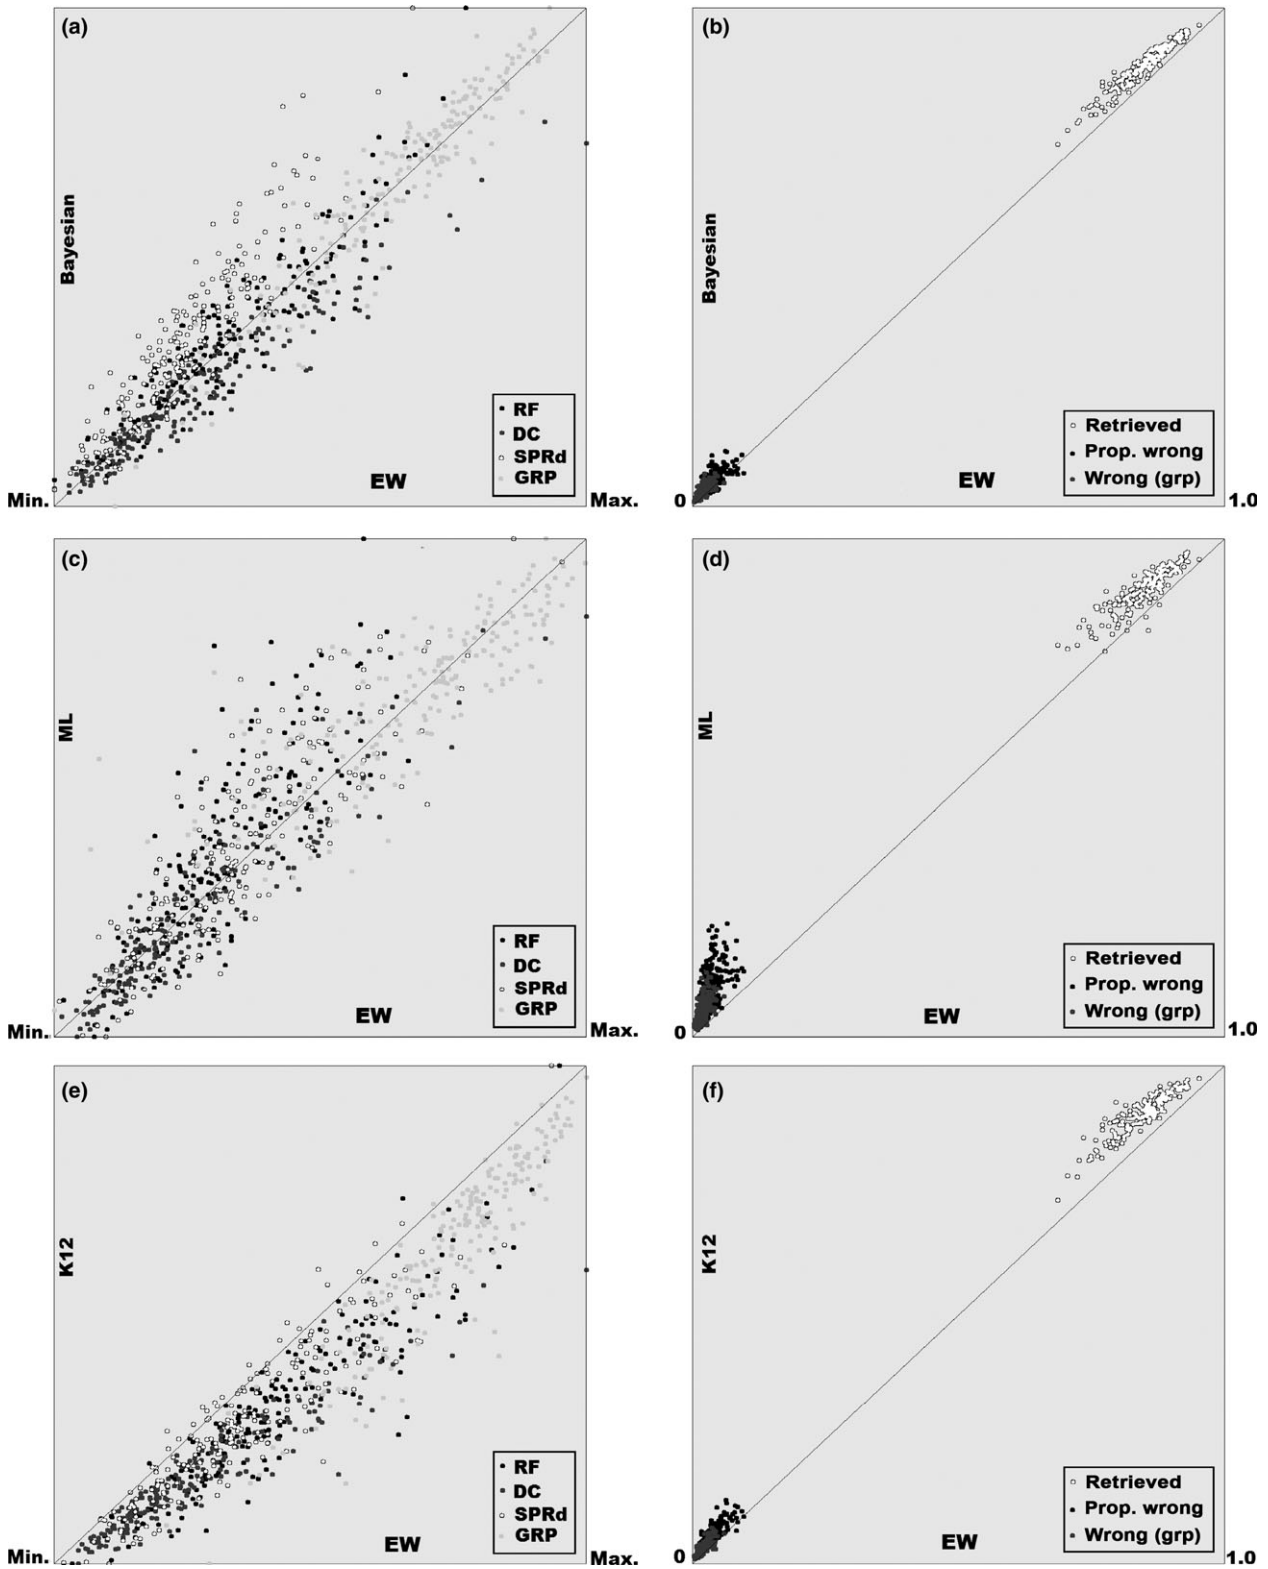 (a)
Bayesian
RF
DC
SPRd
GRP
EW
Min.
Max.
(b)
Bayesian
Retrieved
Prop. wrong
Wrong (grp)
EW
0
1.0
(c)
ML
RF
DC
SPRd
GRP
EW
Min.
Max.
(d)
ML
Retrieved
Prop. wrong
Wrong (grp)
EW
0
1.0
(e)
K12
RF
DC
SPRd
GRP
EW
Min.
Max.
(f)
K12
Retrieved
Prop. wrong
Wrong (grp)
EW
0
1.0